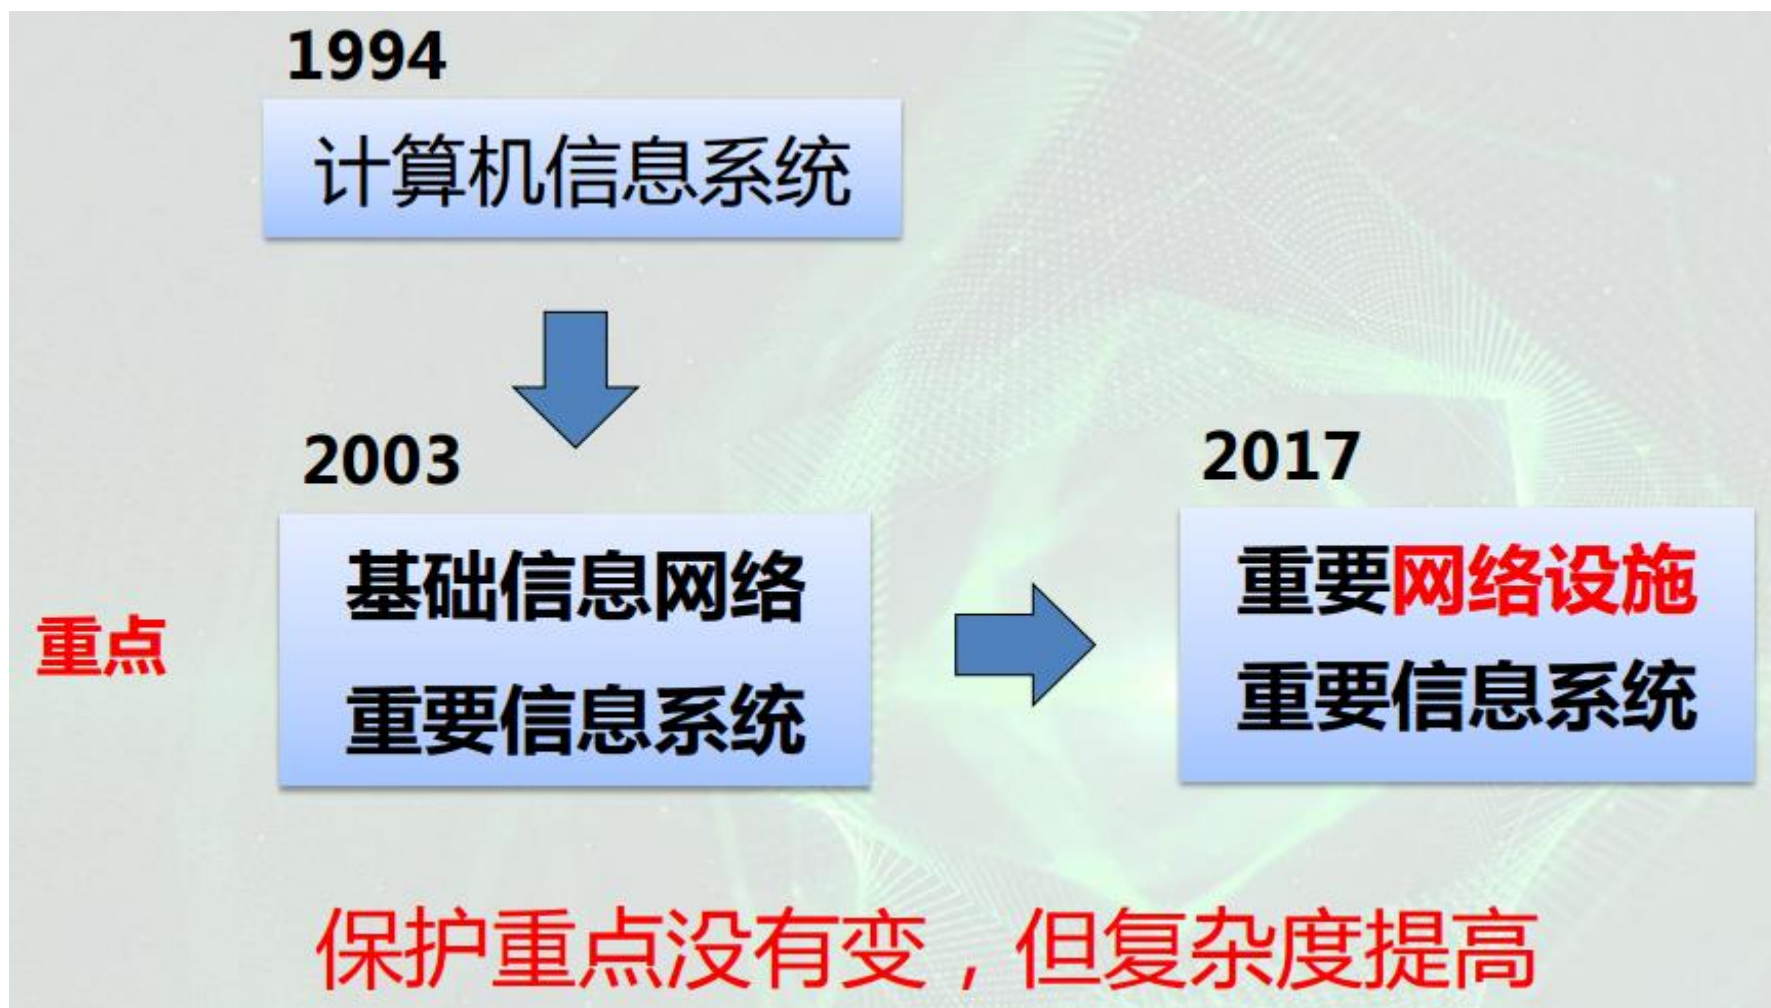 1994
计算机信息系统
2003
2017
重点
基础信息网络
重要信息系统
重要网络设施
重要信息系统
保护重点没有变，但复杂度提高